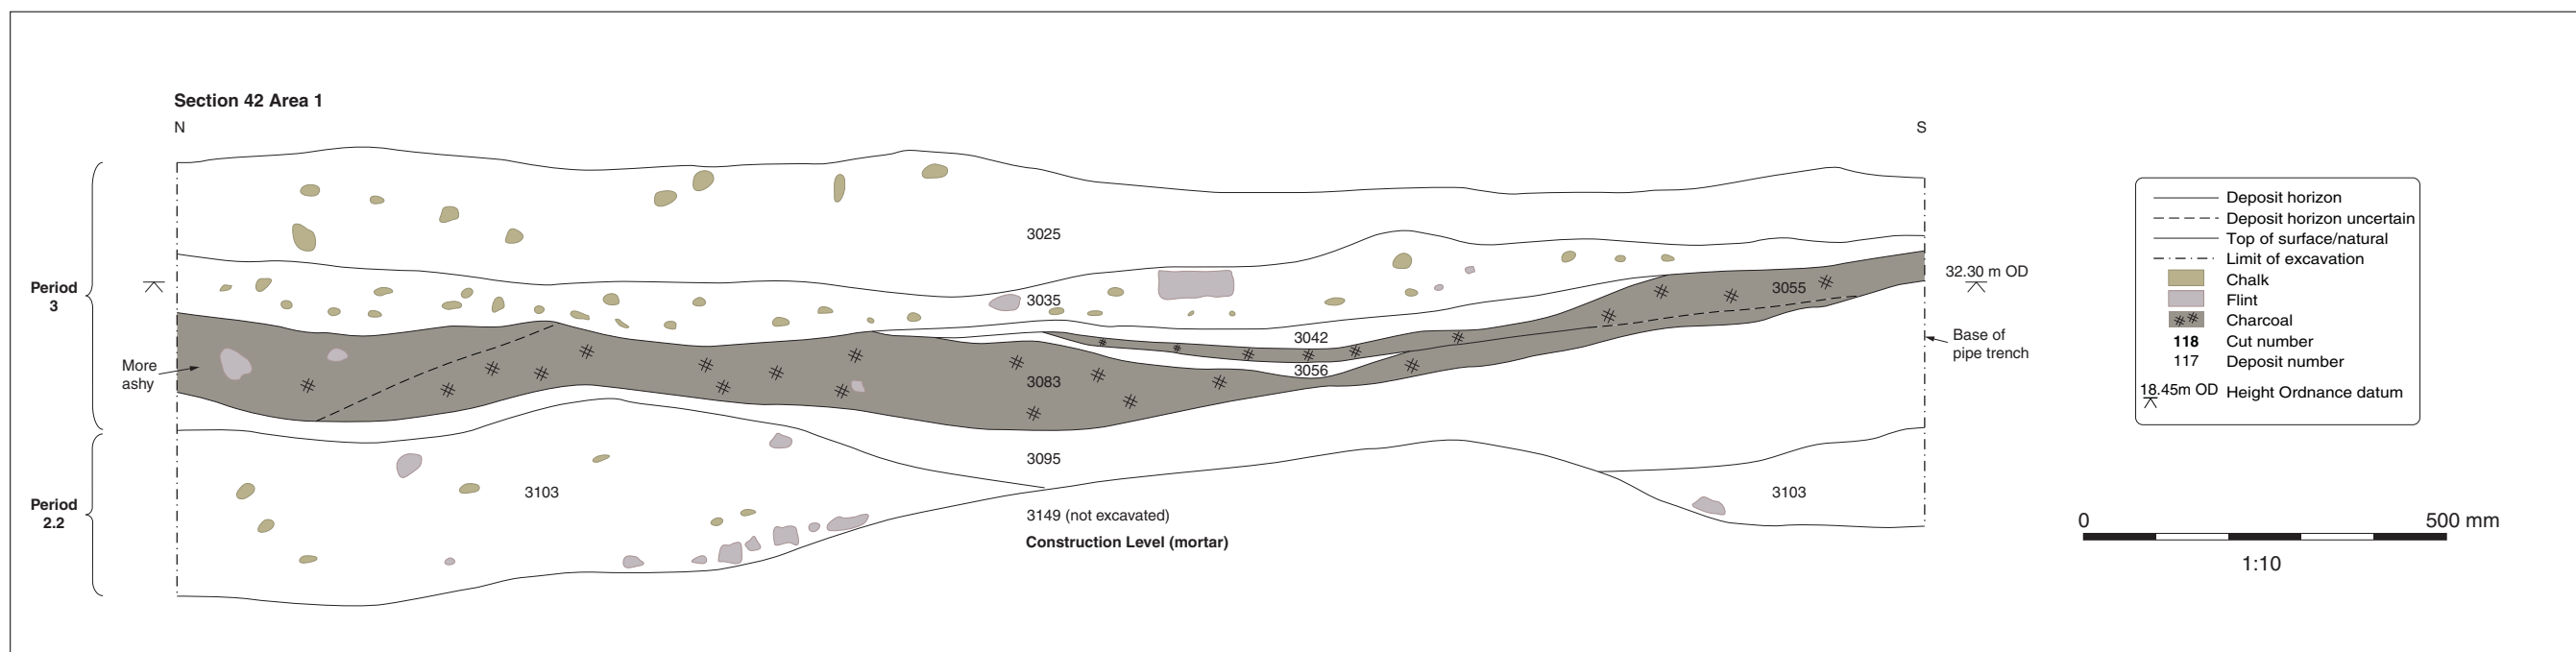 Section 42 Area 1
N
S
3025
Period
3
3035
3055
32.30 m OD
3042
More
ashy
3056
3083
Base of
pipe trench
3095
Period
2.2
3103
3103
3149 (not excavated)
Construction Level (mortar)
Deposit horizon
Deposit horizon uncertain
Top of surface/natural
Limit of excavation
Chalk
Flint
Charcoal
118 Cut number
117 Deposit number
18.45m OD Height Ordnance datum
0 500 mm
1:10